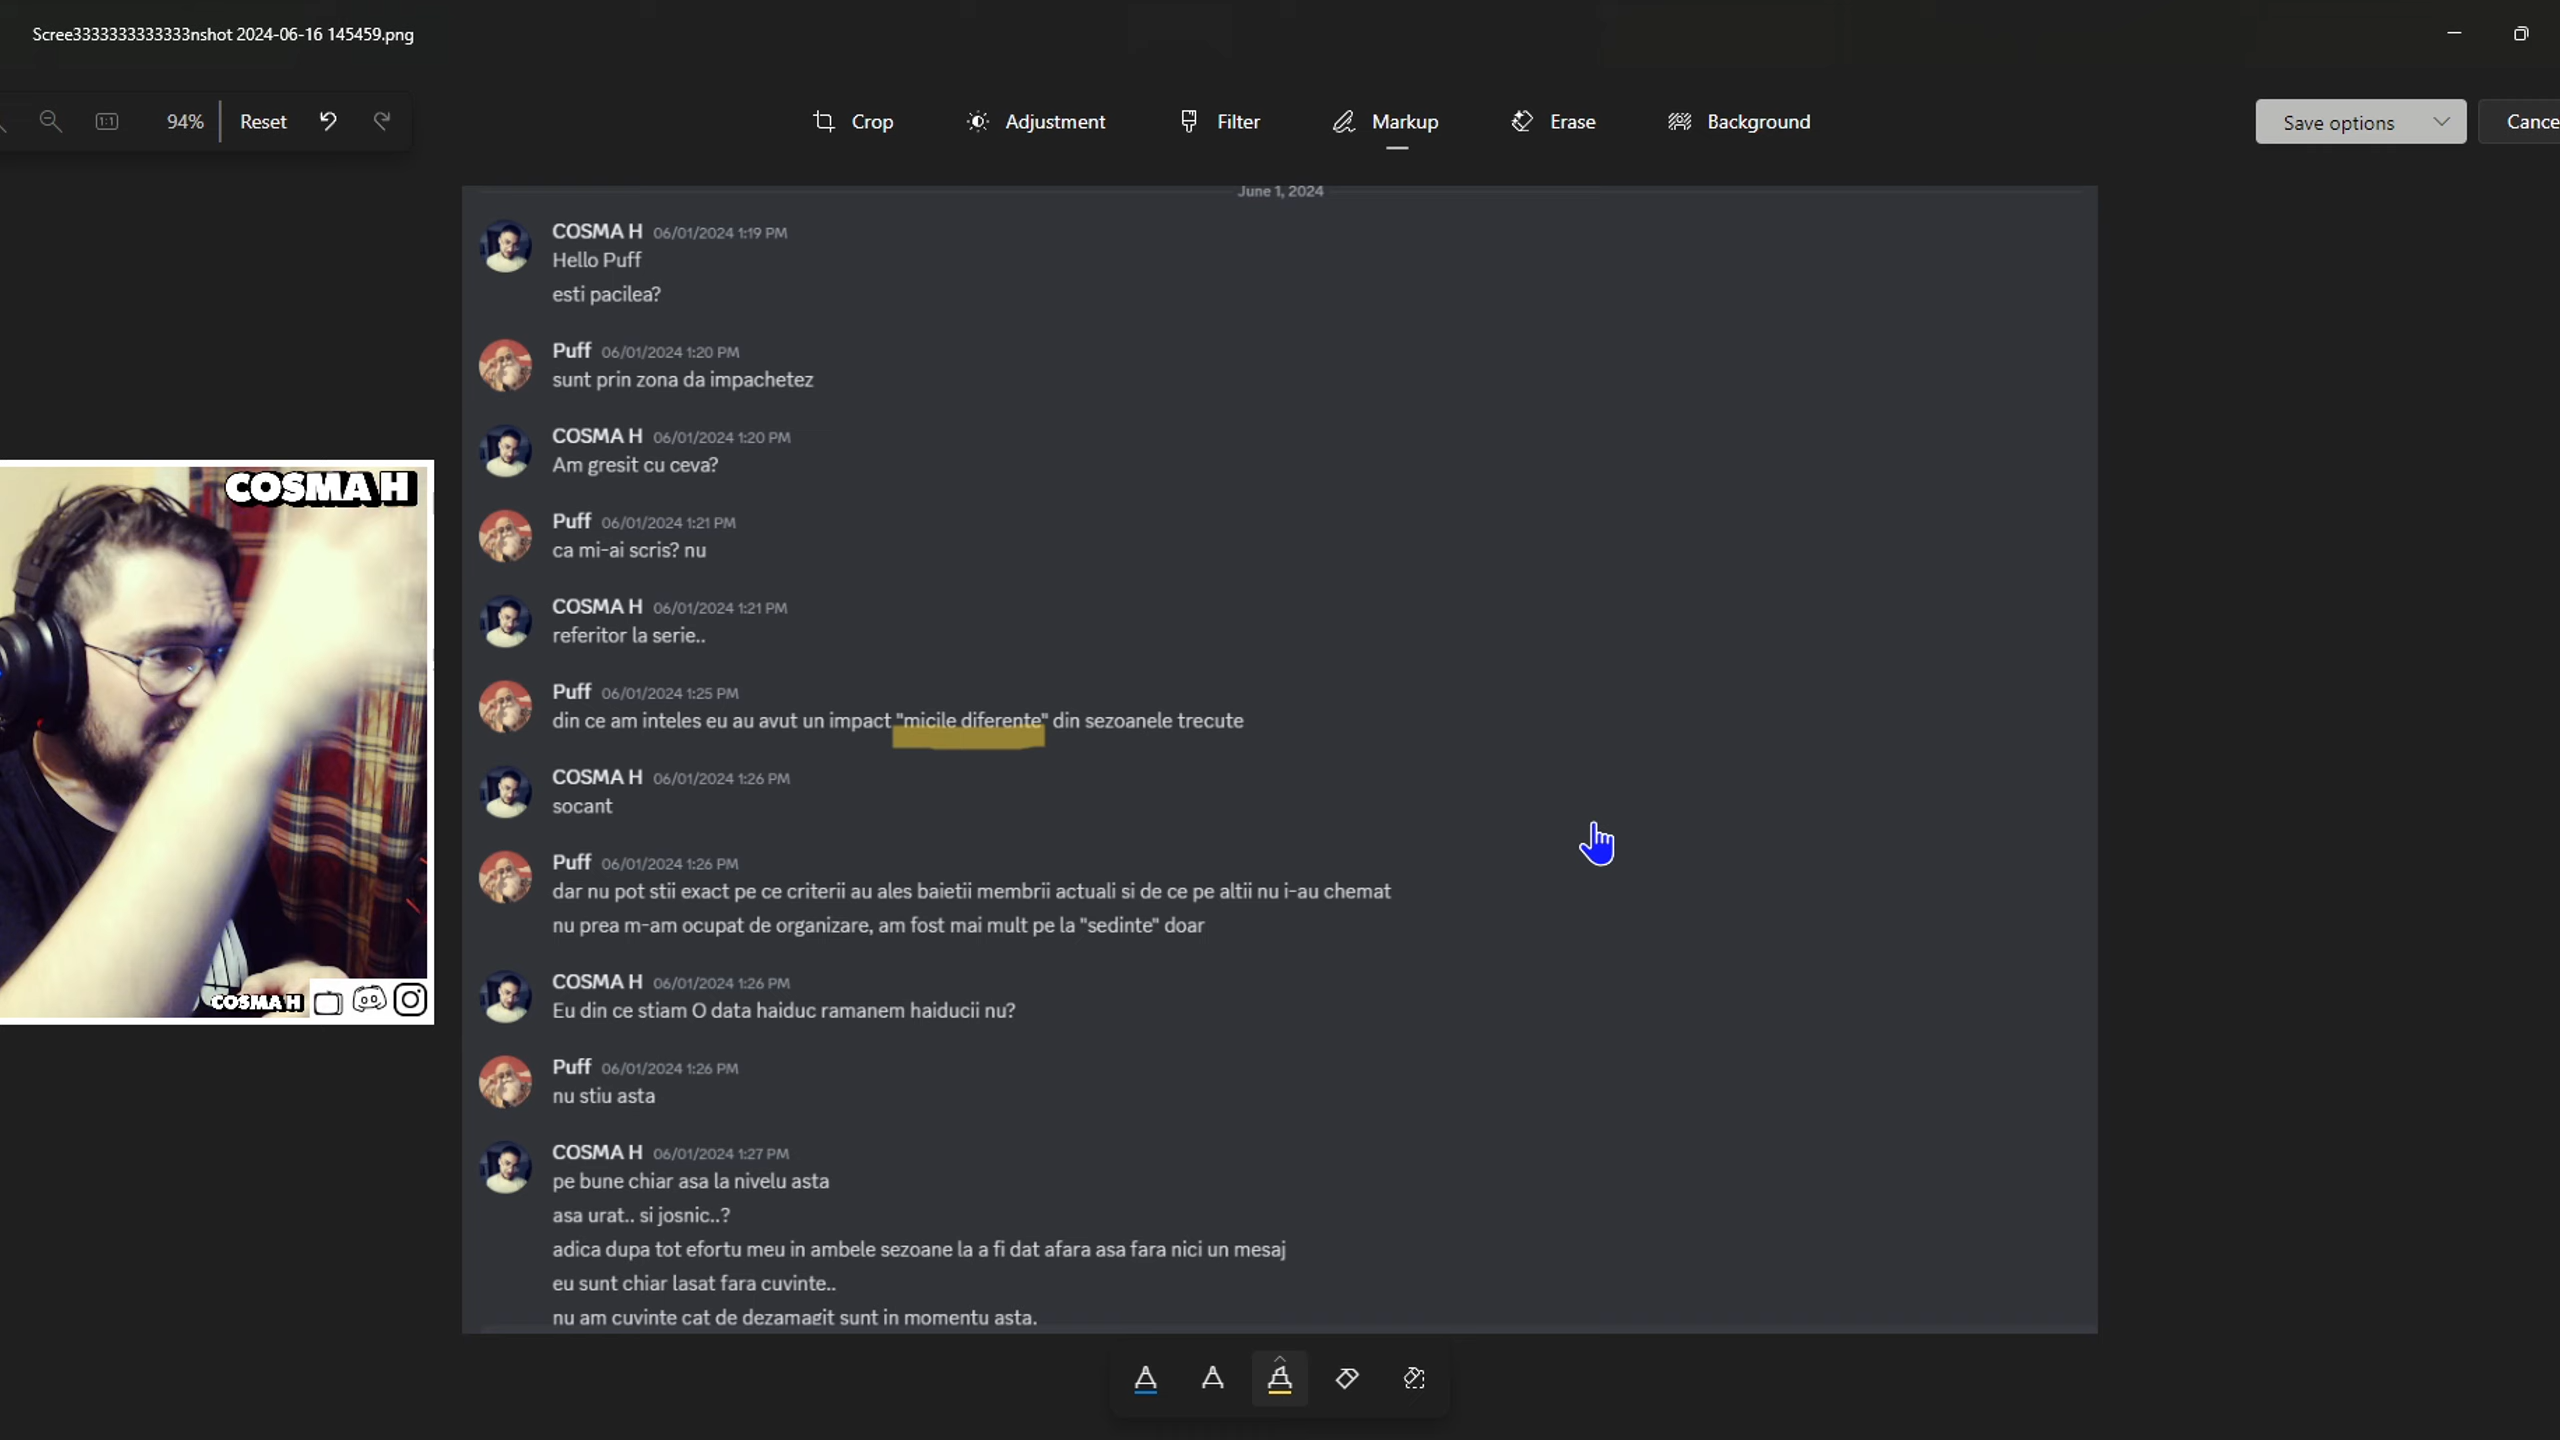 Scree3333333333333nshot 2024-06-16 145459.png
94%
Reset
Crop
Adjustment
Filter
Markup
Erase
Background
Save options
Cance
June 1, 2024
COSMA H 06/01/2024 1:19 PM
Hello Puff
esti pacilea?
Puff 06/01/2024 1:20 PM
sunt prin zona da impachetez
COSMA H 06/01/2024 1:20 PM
Am gresit cu ceva?
Puff 06/01/2024 1:21 PM
ca mi-ai scris? nu
COSMA H 06/01/2024 1:21 PM
referitor la serie..
Puff 06/01/2024 1:25 PM
din ce am inteles eu au avut un impact "micile diferente" din sezoanele trecute
COSMA H 06/01/2024 1:26 PM
socant
Puff 06/01/2024 1:26 PM
dar nu pot stii exact pe ce criterii au ales baietii membrii actuali si de ce pe altii nu i-au chemat
nu prea m-am ocupat de organizare, am fost mai mult pe la "sedinte" doar
COSMA H 06/01/2024 1:26 PM
Eu din ce stiam O data haiduc ramanem haiducii nu?
Puff 06/01/2024 1:26 PM
nu stiu asta
COSMA H 06/01/2024 1:27 PM
pe bune chiar asa la nivelu asta
asa urat.. si josnic..?
adica dupa tot efortu meu in ambele sezoane la a fi dat afara asa fara nici un mesaj
eu sunt chiar lasat fara cuvinte..
nu am cuvinte cat de dezamagit sunt in momentu asta.
COSMA H
COSMA H